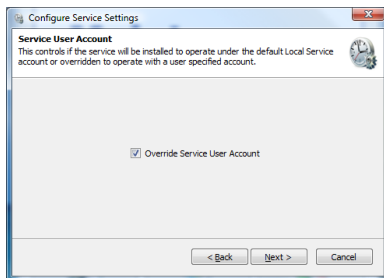 Configure Service Settings
Service User Account
This controls if the service will be installed to operate under the default Local Service
account or overridden to operate with a user specified account.
Override Service User Account
< Back Next > Cancel